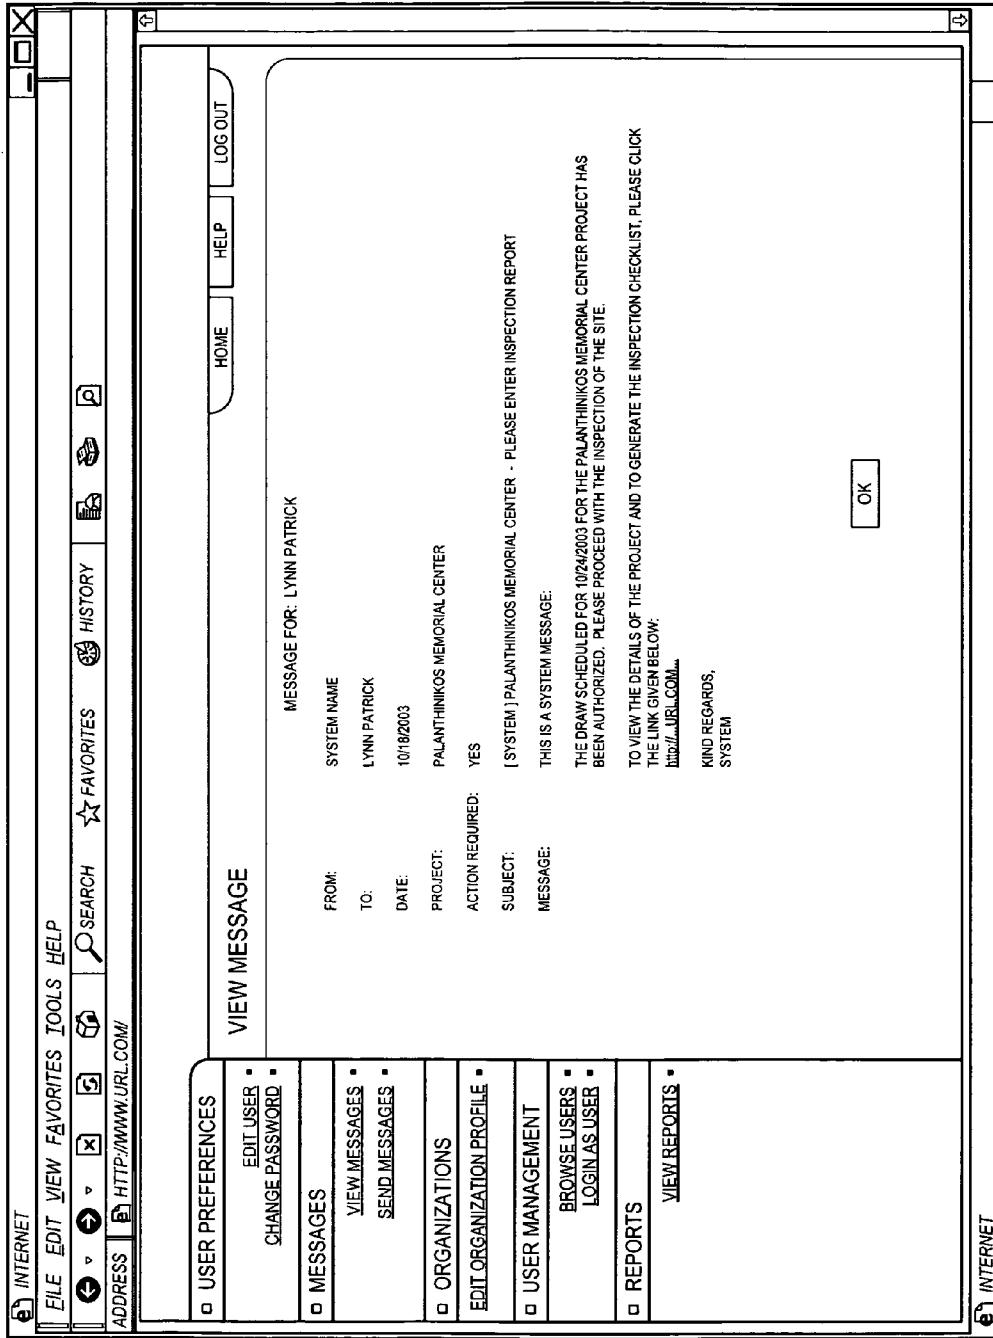 INTERNET
FILE EDIT VIEW FAVORITES TOOLS HELP
SEARCH FAVORITES HISTORY
ADDRESS HTTP://WWW.URL.COM/
USER PREFERENCES
EDIT USER
CHANGE PASSWORD
MESSAGES
VIEW MESSAGES
SEND MESSAGES
ORGANIZATIONS
EDIT ORGANIZATION PROFILE
USER MANAGEMENT
BROWSE USERS
LOGIN AS USER
REPORTS
VIEW REPORTS
HOME HELP LOG OUT
VIEW MESSAGE
MESSAGE FOR: LYNN PATRICK
FROM: SYSTEM NAME
TO: LYNN PATRICK
DATE: 10/18/2003
PROJECT: PALANTHINIKOS MEMORIAL CENTER
ACTION REQUIRED: YES
SUBJECT: [ SYSTEM ] PALANTHINIKOS MEMORIAL CENTER - PLEASE ENTER INSPECTION REPORT
MESSAGE: THIS IS A SYSTEM MESSAGE:
THE DRAW SCHEDULED FOR 10/24/2003 FOR THE PALANTHINIKOS MEMORIAL CENTER PROJECT HAS
BEEN AUTHORIZED. PLEASE PROCEED WITH THE INSPECTION OF THE SITE.
TO VIEW THE DETAILS OF THE PROJECT AND TO GENERATE THE INSPECTION CHECKLIST, PLEASE CLICK
THE LINK GIVEN BELOW:
http://...URL.COM...
KIND REGARDS,
SYSTEM
OK
INTERNET